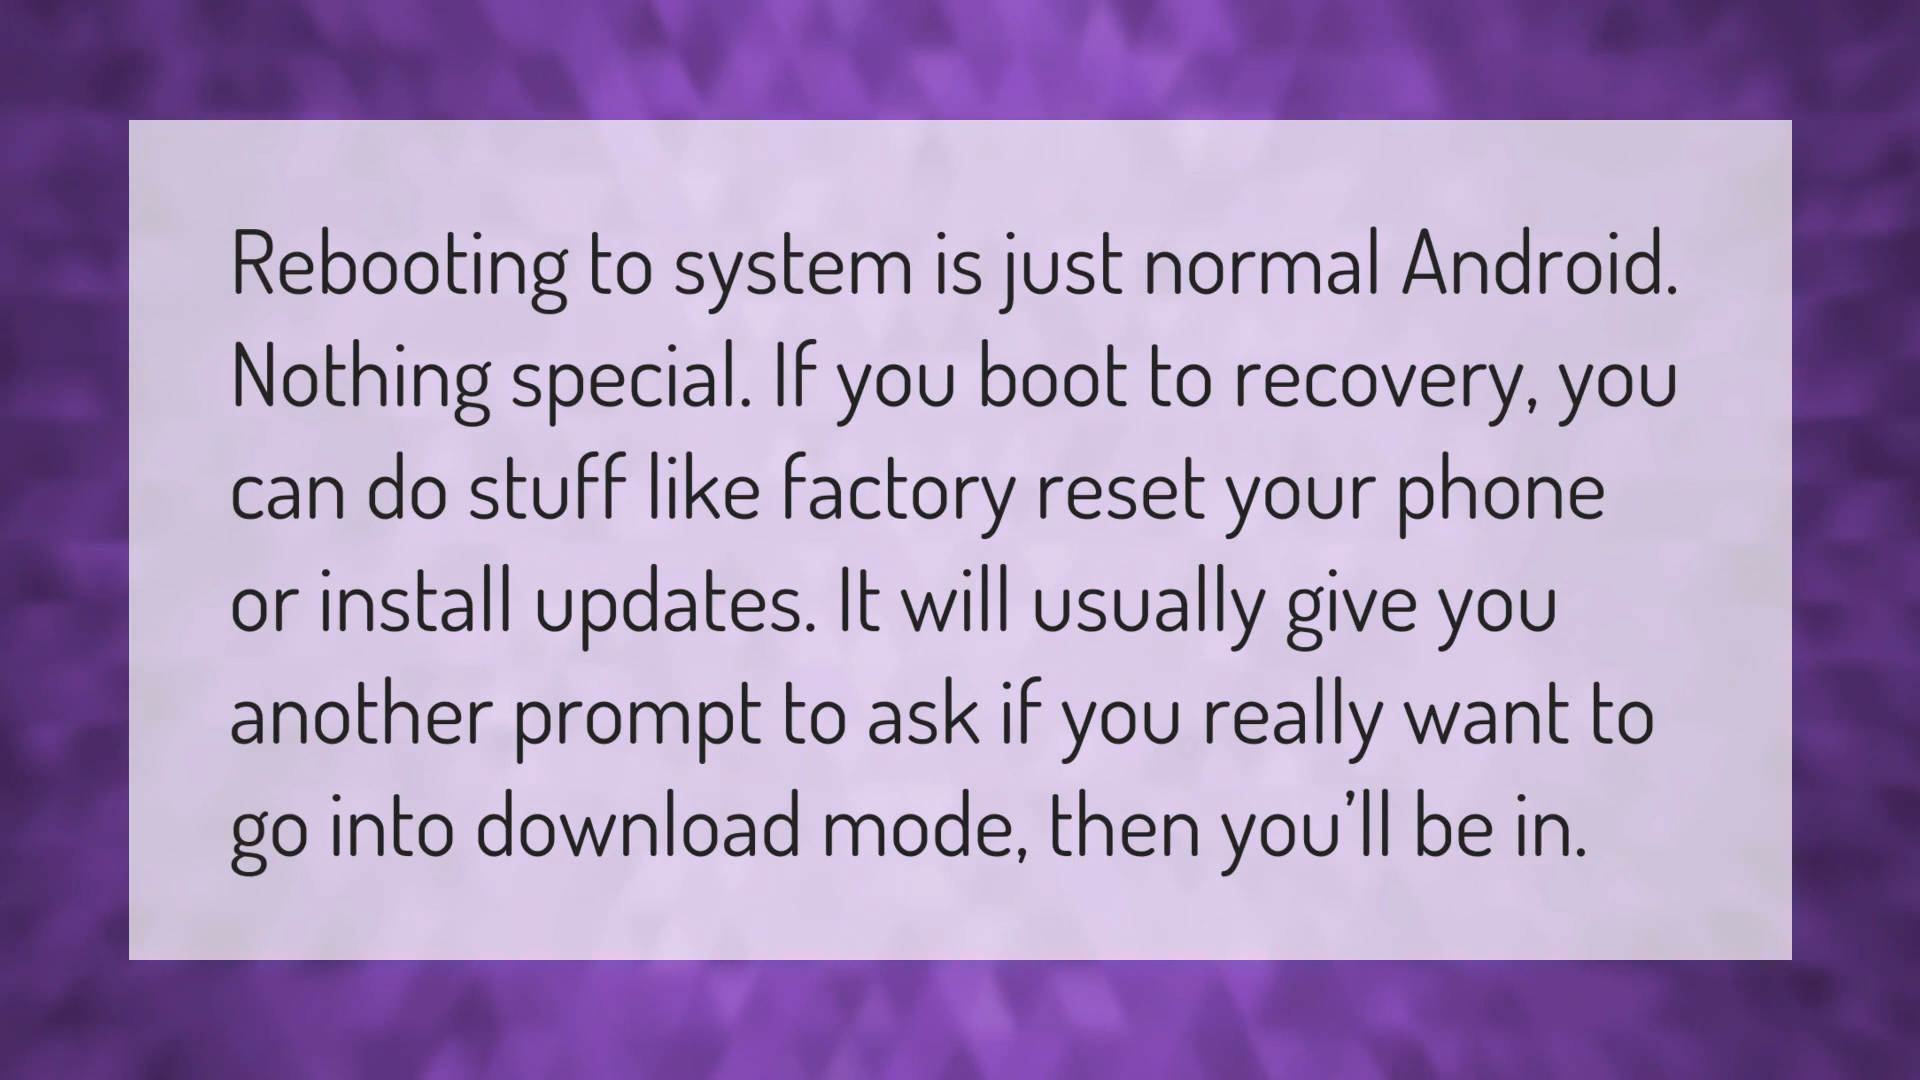 Rebooting to system is just normal Android.
Nothing special. If you boot to recovery, you
can do stuff like factory reset your phone
or install updates. It will usually give you
another prompt to ask if you really want to
go into download mode, then you’ll be in.